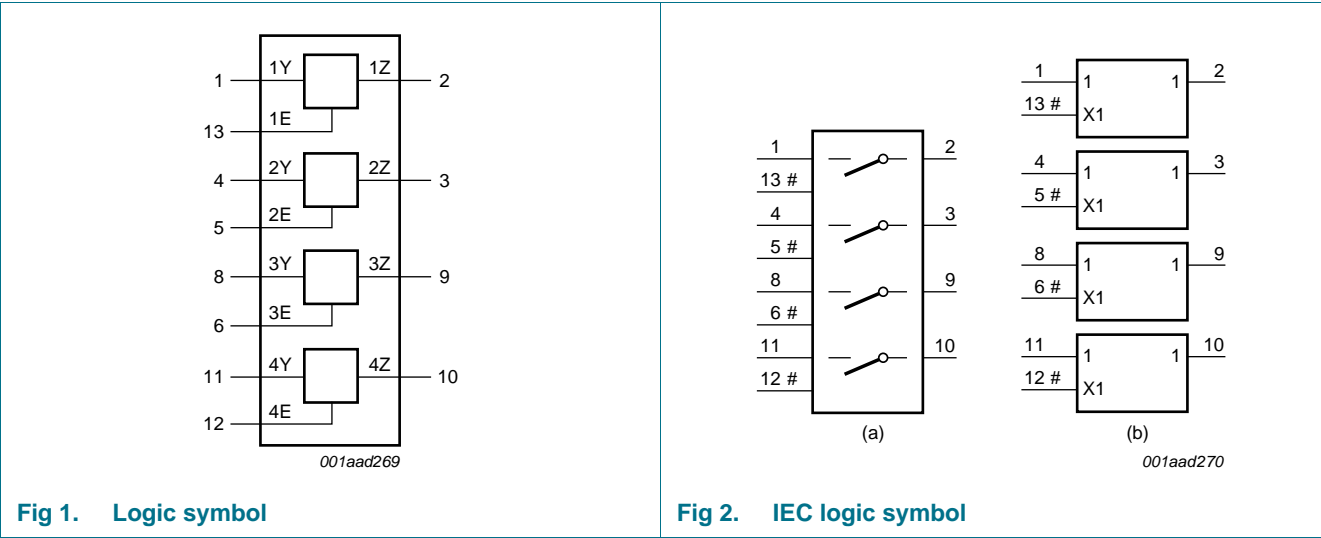 1 1Y 1Z 2
13 1E
4 2Y 2Z 3
5 2E
8 3Y 3Z 9
6 3E
11 4Y 4Z 10
12 4E
001aad269
Fig 1. Logic symbol
1 2
13 #
4 3
5 #
8 9
6 #
11 10
12 #
(a)
1 1 1 2
13 # X1
4 1 1 3
5 # X1
8 1 1 9
6 # X1
11 1 1 10
12 # X1
(b)
001aad270
Fig 2. IEC logic symbol